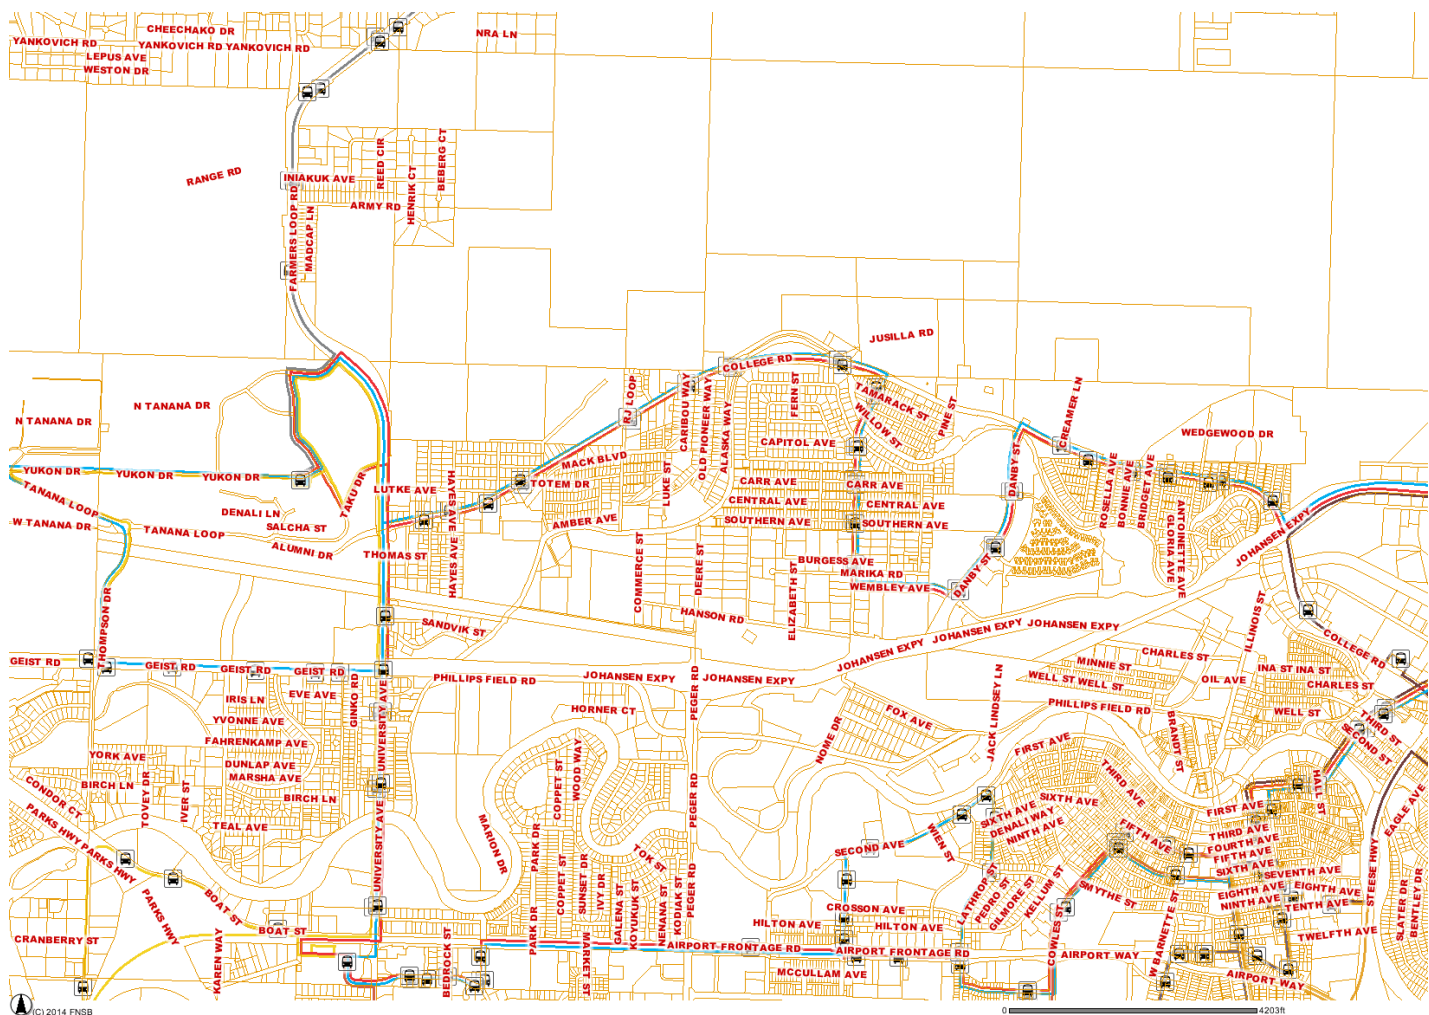 CHEECHAKO DR
NRA LN
YANKOVICH RD
YANKOVICH RD YANKOVICH RD
LEPUS AVE
WESTON DR
REED CIR
BEBERG CT
HENRIK CT
RANGE RD
INIAKUK AVE
ARMY RD
FARMERS LOOP RD
MADCAP LN
JUSILLA RD
COLLEGE RD
RJ LOOP
CARIBOU WAY
OLD PIONEER WAY
ALASKA WAY
FERN ST
TAMARACK ST
WILLOW ST
PINE ST
CREAMER LN
N TANANA DR
N TANANA DR
CAPITOL AVE
WEDGEWOOD DR
MACK BLVD
YUKON DR
YUKON DR
YUKON DR
TOTEM DR
LUKE ST
CARR AVE
CARR AVE
DANBY ST
ROSELLA AVE
BONNIE AVE
BRIDGET AVE
ANTOINETTE AVE
GLORIA AVE
TANANA LOOP
LUTKE AVE
HAYES AVE
TAKU DR
CENTRAL AVE
CENTRAL AVE
DENALI LN
SALCHA ST
W TANANA DR
TANANA LOOP
AMBER AVE
SOUTHERN AVE
SOUTHERN AVE
JOHANSEN EXPY
ALUMNI DR
THOMAS ST
HAYES AVE
COMMERCE ST
DEERE ST
BURGESS AVE
MARIKA RD
WEMBLEY AVE
DANBY ST
ELIZABETH ST
THOMPSON DR
HANSON RD
SANDVIK ST
JOHANSEN EXPY
JOHANSEN EXPY
JOHANSEN EXPY
ILLINOIS ST
COLLEGE RD
GEIST RD
GEIST RD
GEIST RD
GEIST RD
PHILLIPS FIELD RD
JOHANSEN EXPY
JOHANSEN EXPY
PEGER RD
CHARLES ST
MINNIE ST
WELL ST WELL ST
INA ST INA ST
OIL AVE
CHARLES ST
IRIS LN
EVE AVE
GINKO RD
UNIVERSITY AVE
HORNER CT
FOX AVE
NOME DR
JACK LINDSEY LN
PHILLIPS FIELD RD
BRANDT ST
WELL ST
THIRD ST
SECOND ST
YVONNE AVE
FAHRENKAMP AVE
FIRST AVE
YORK AVE
DUNLAP AVE
MARSHA AVE
COPPET ST
WOOD WAY
PEGER RD
THIRD AVE
HALL ST
BIRCH LN
BIRCH LN
TOVEY DR
IVER ST
CONDOR CT
PARKS HWY PARKS HWY
TEAL AVE
MARION DR
PARK DR
SIXTH AVE
SIXTH AVE
DENALI WAY
NINTH AVE
FIRST AVE
THIRD AVE
FOURTH AVE
FIFTH AVE
FIFTH AVE
SIXTH AVE
SEVENTH AVE
EAGLE AVE
STEESE HWY
TOK ST
SECOND AVE
WIEN ST
UNIVERSITY AVE
COPPET ST
SUNSET DR
IVY DR
GALENA ST
KOYUKUK ST
NENANA ST
KODIAK ST
PEGER RD
LATHROP ST
PEDRO ST
GILMORE ST
KELLUM ST
SMYTHE ST
EIGHTH AVE
EIGHTH AVE
NINTH AVE
TENTH AVE
SLATER DR
BENTLEY DR
PARKS HWY
BOAT ST
BOAT ST
CRANBERRY ST
KAREN WAY
BEDROCK ST
PARK DR
MARKET ST
CROSSON AVE
HILTON AVE
HILTON AVE
AIRPORT FRONTAGE RD
AIRPORT FRONTAGE RD
COWLES ST
AIRPORT WAY
W BARNETTE ST
TWELFTH AVE
AIRPORT WAY
MCCULLAM AVE
(C) 2014 FNSB
0
4203ft